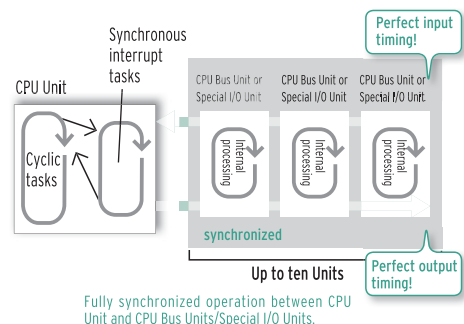 Synchronous
interrupt
tasks
Perfect input
timing!
CPU Unit
CPU Bus Unit or
Special I/O Unit
CPU Bus Unit or
Special I/O Unit
CPU Bus Unit or
Special I/O Unit
Cyclic
tasks
Internal
processing
Internal
processing
Internal
processing
synchronized
Up to ten Units
Perfect output
timing!
Fully synchronized operation between CPU
Unit and CPU Bus Units/Special I/O Units.